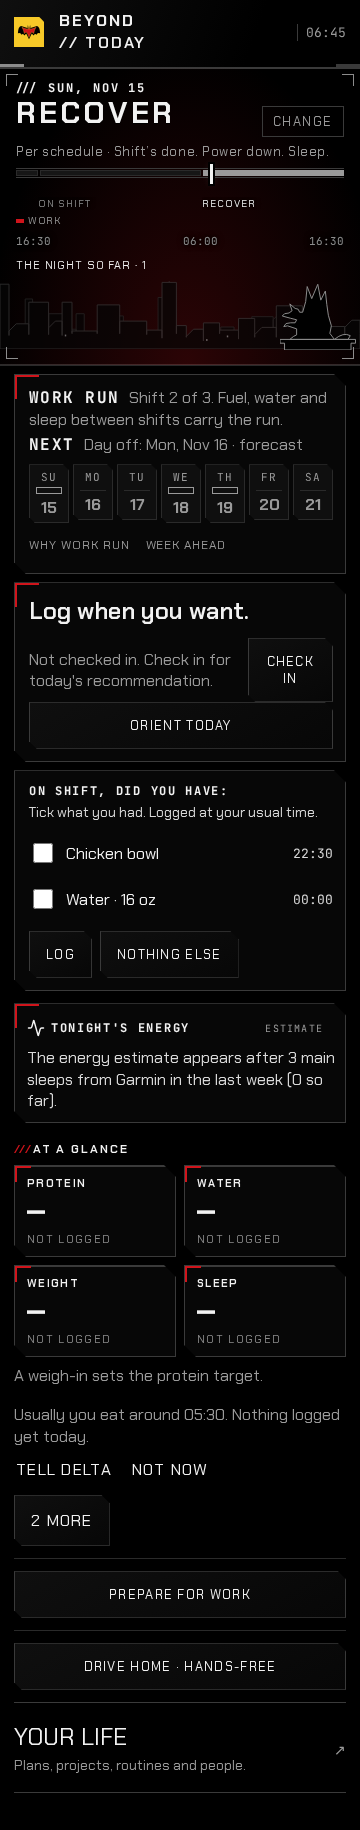 BEYOND
// TODAY
06:45
/// SUN, NOV 15
RECOVER
CHANGE
Per schedule · Shift's done. Power down. Sleep.
ON SHIFT
RECOVER
WORK
16:30
06:00
16:30
THE NIGHT SO FAR · 1
WORK RUN Shift 2 of 3. Fuel, water and
sleep between shifts carry the run.
NEXT Day off: Mon, Nov 16 · forecast
SU MO TU WE TH FR SA
15 16 17 18 19 20 21
WHY WORK RUN WEEK AHEAD
Log when you want.
Not checked in. Check in for
today's recommendation.
CHECK
IN
ORIENT TODAY
ON SHIFT, DID YOU HAVE:
Tick what you had. Logged at your usual time.
Chicken bowl 22:30
Water · 16 oz 00:00
LOG
NOTHING ELSE
TONIGHT'S ENERGY
ESTIMATE
The energy estimate appears after 3 main
sleeps from Garmin in the last week (0 so
far).
///AT A GLANCE
PROTEIN
—
NOT LOGGED
WATER
—
NOT LOGGED
WEIGHT
—
NOT LOGGED
SLEEP
—
NOT LOGGED
A weigh-in sets the protein target.
Usually you eat around 05:30. Nothing logged
yet today.
TELL DELTA NOT NOW
2 MORE
PREPARE FOR WORK
DRIVE HOME · HANDS-FREE
YOUR LIFE
Plans, projects, routines and people.
↗